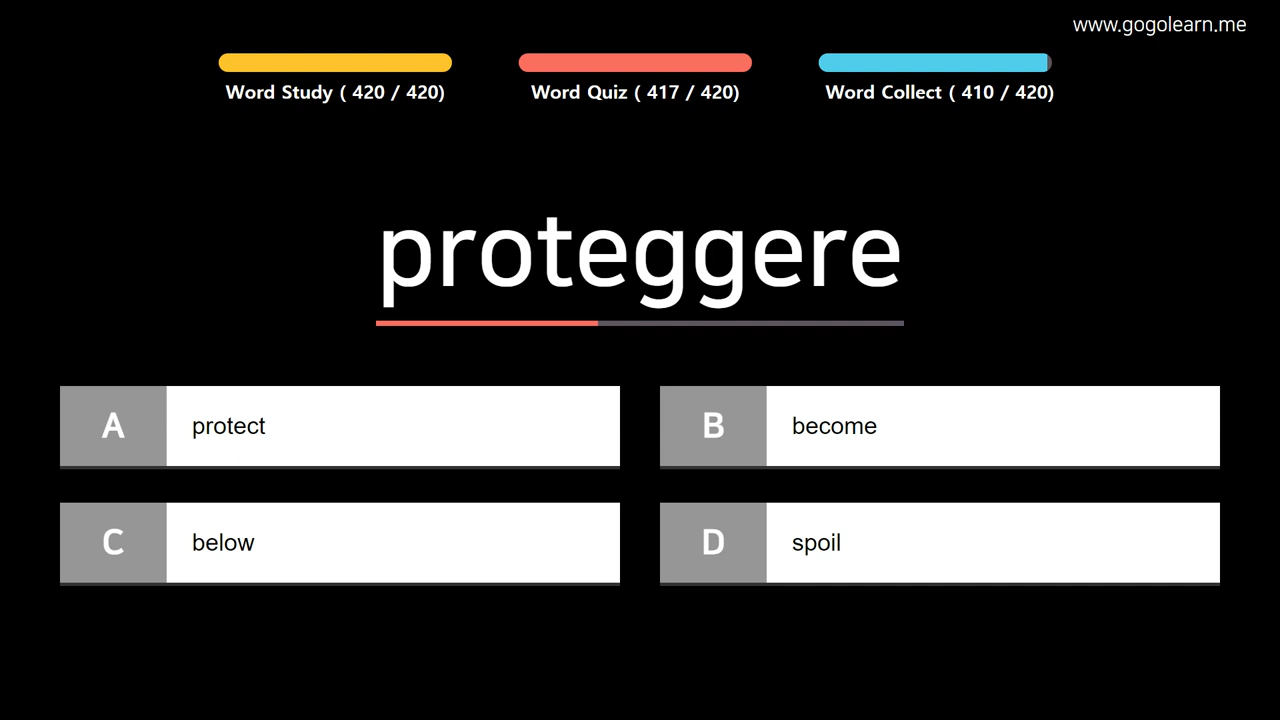 www.gogolearn.me
Word Study ( 420 / 420)
Word Quiz ( 417 / 420)
Word Collect ( 410 / 420)
proteggere
A protect
B become
C below
D spoil